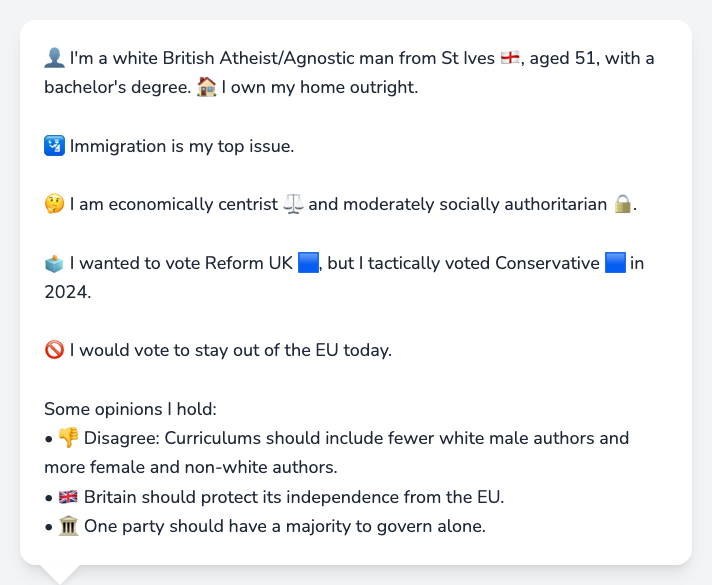 👤 I'm a white British Atheist/Agnostic man from St Ives 🏴󠁧󠁢󠁥󠁮󠁧󠁿, aged 51, with a
bachelor's degree. 🏠 I own my home outright.
🛂 Immigration is my top issue.
🤔 I am economically centrist ⚖️ and moderately socially authoritarian 🔒.
🗳️ I wanted to vote Reform UK 🟦, but I tactically voted Conservative 🟦 in
2024.
🚫 I would vote to stay out of the EU today.
Some opinions I hold:
• 👎 Disagree: Curriculums should include fewer white male authors and
more female and non-white authors.
• 🇬🇧 Britain should protect its independence from the EU.
• 🏛️ One party should have a majority to govern alone.